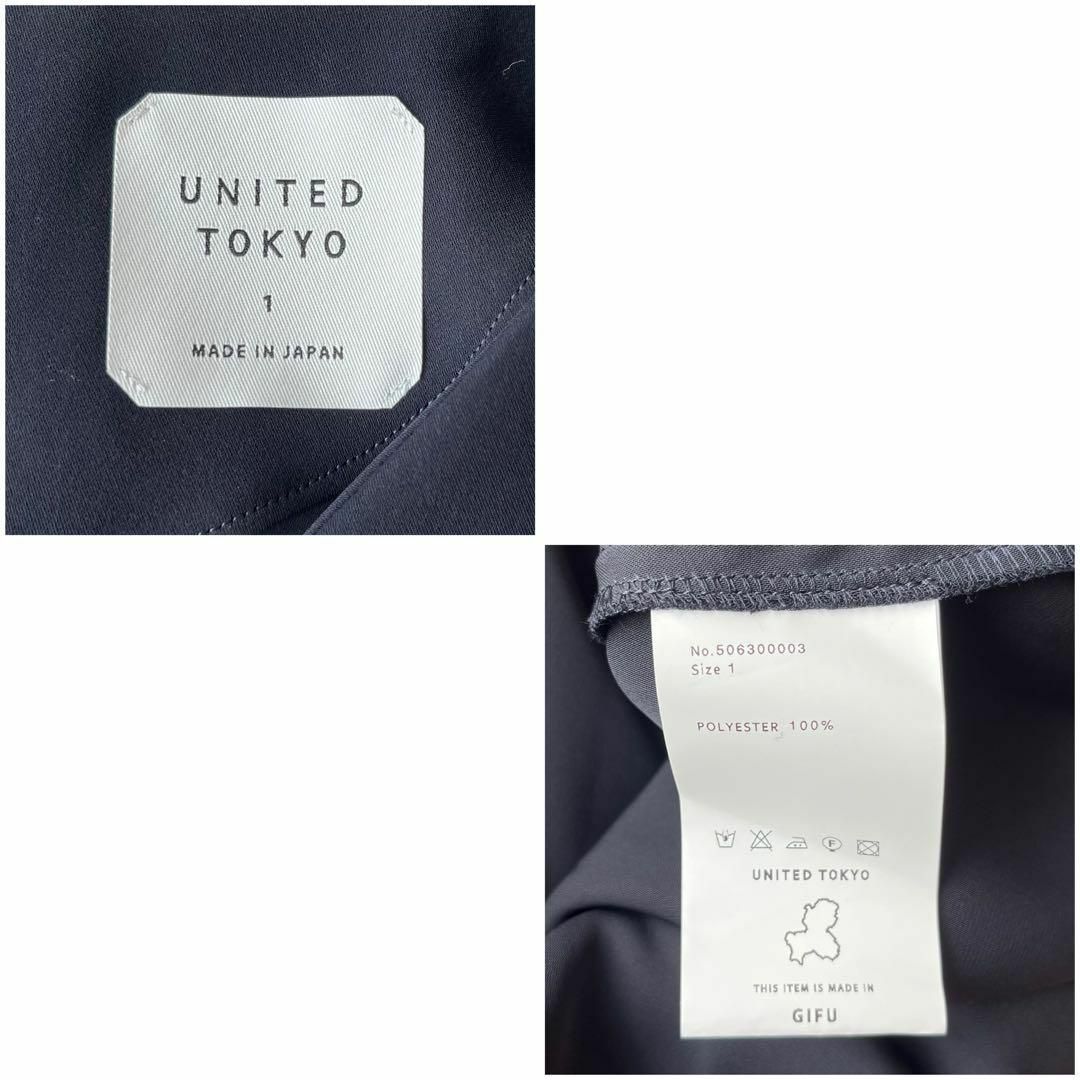 UNITED
TOKYO
1
MADE IN JAPAN
No.506300003
Size 1
POLYESTER 100%
UNITED TOKYO
THIS ITEM IS MADE IN
GIFU